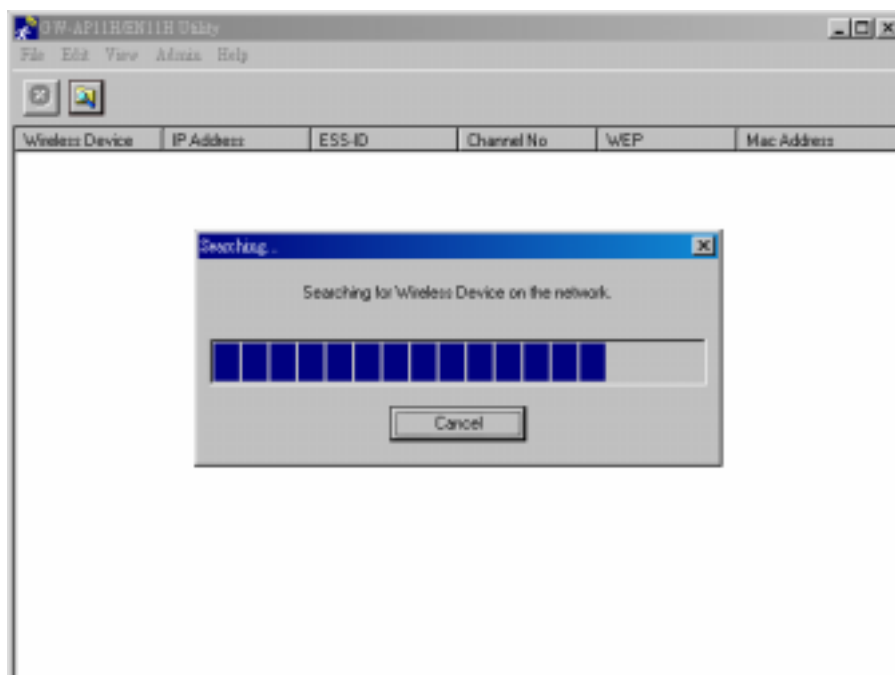 GW-AP11H/EN11H Utility
File Edit View Admin Help
Wireless Device IP Address ESS-ID Channel No WEP Mac Address
Searching...
Searching for Wireless Device on the network.
Cancel